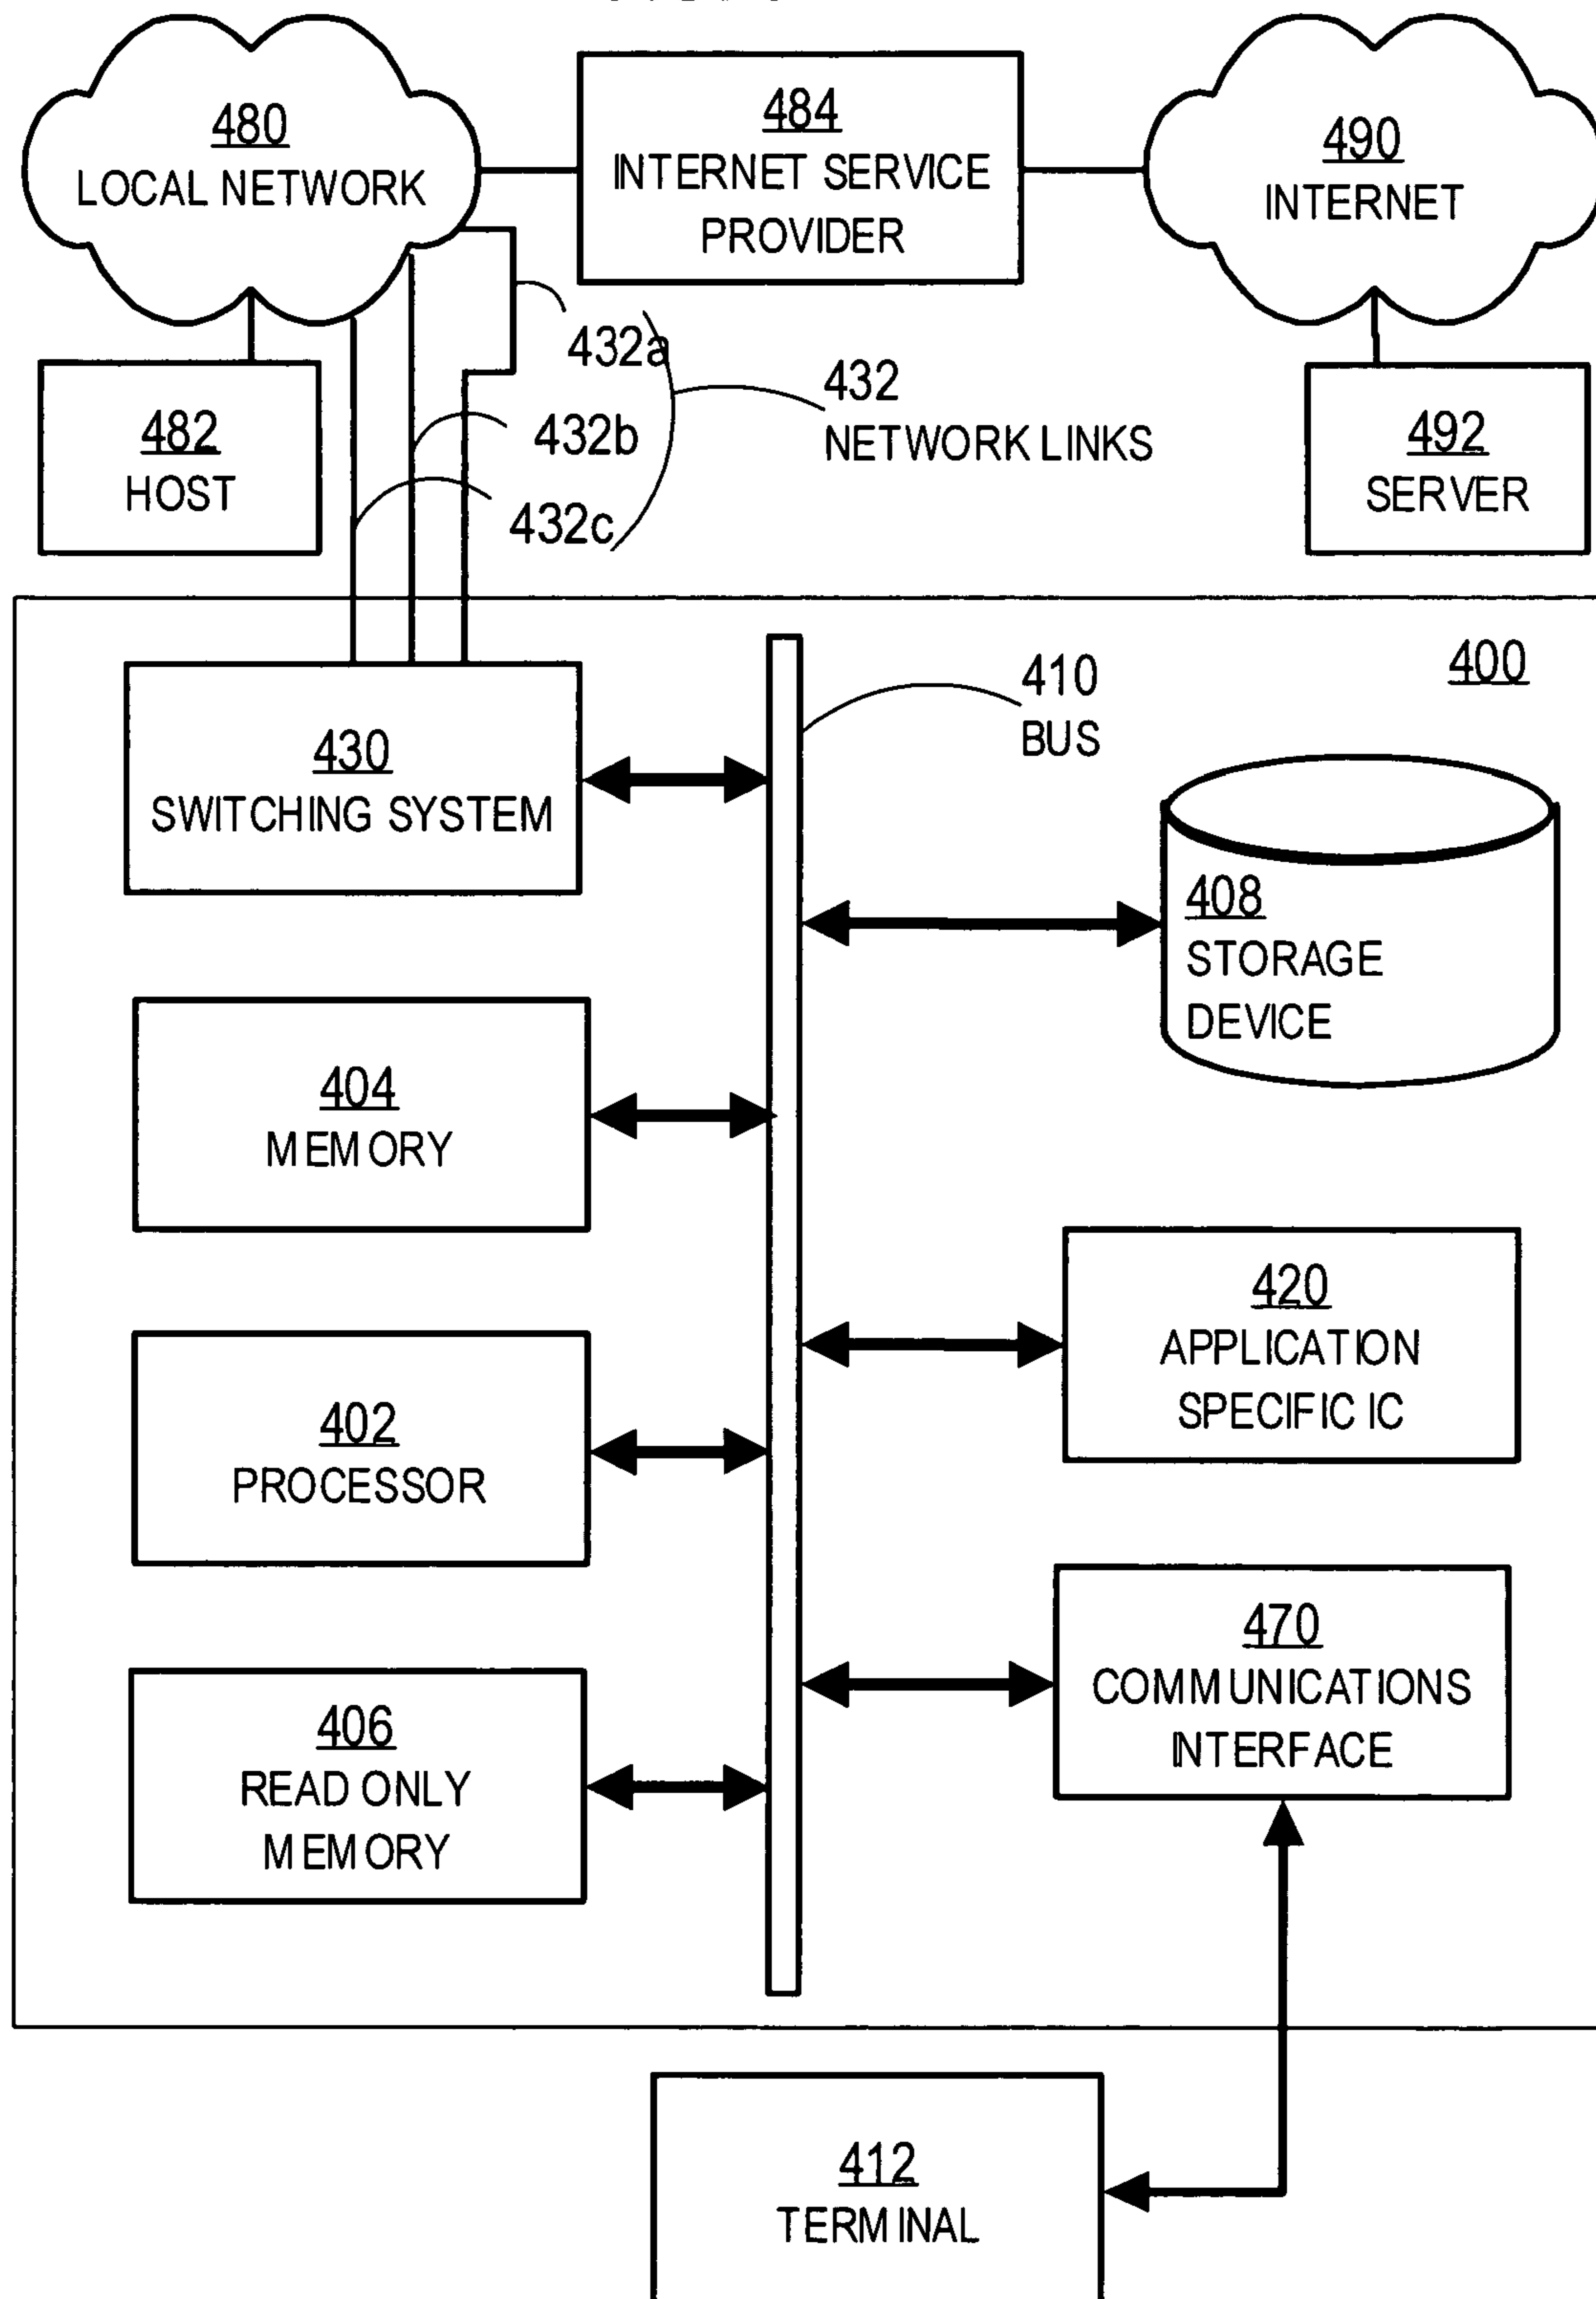 480
LOCAL NETWORK
484
INTERNET SERVICE
PROVIDER
490
INTERNET
432a
432b
432c
432
NETWORK LINKS
482
HOST
492
SERVER
400
410
BUS
430
SWITCHING SYSTEM
408
STORAGE
DEVICE
404
MEMORY
420
APPLICATION
SPECIFIC IC
402
PROCESSOR
470
COMMUNICATIONS
INTERFACE
406
READ ONLY
MEMORY
412
TERMINAL